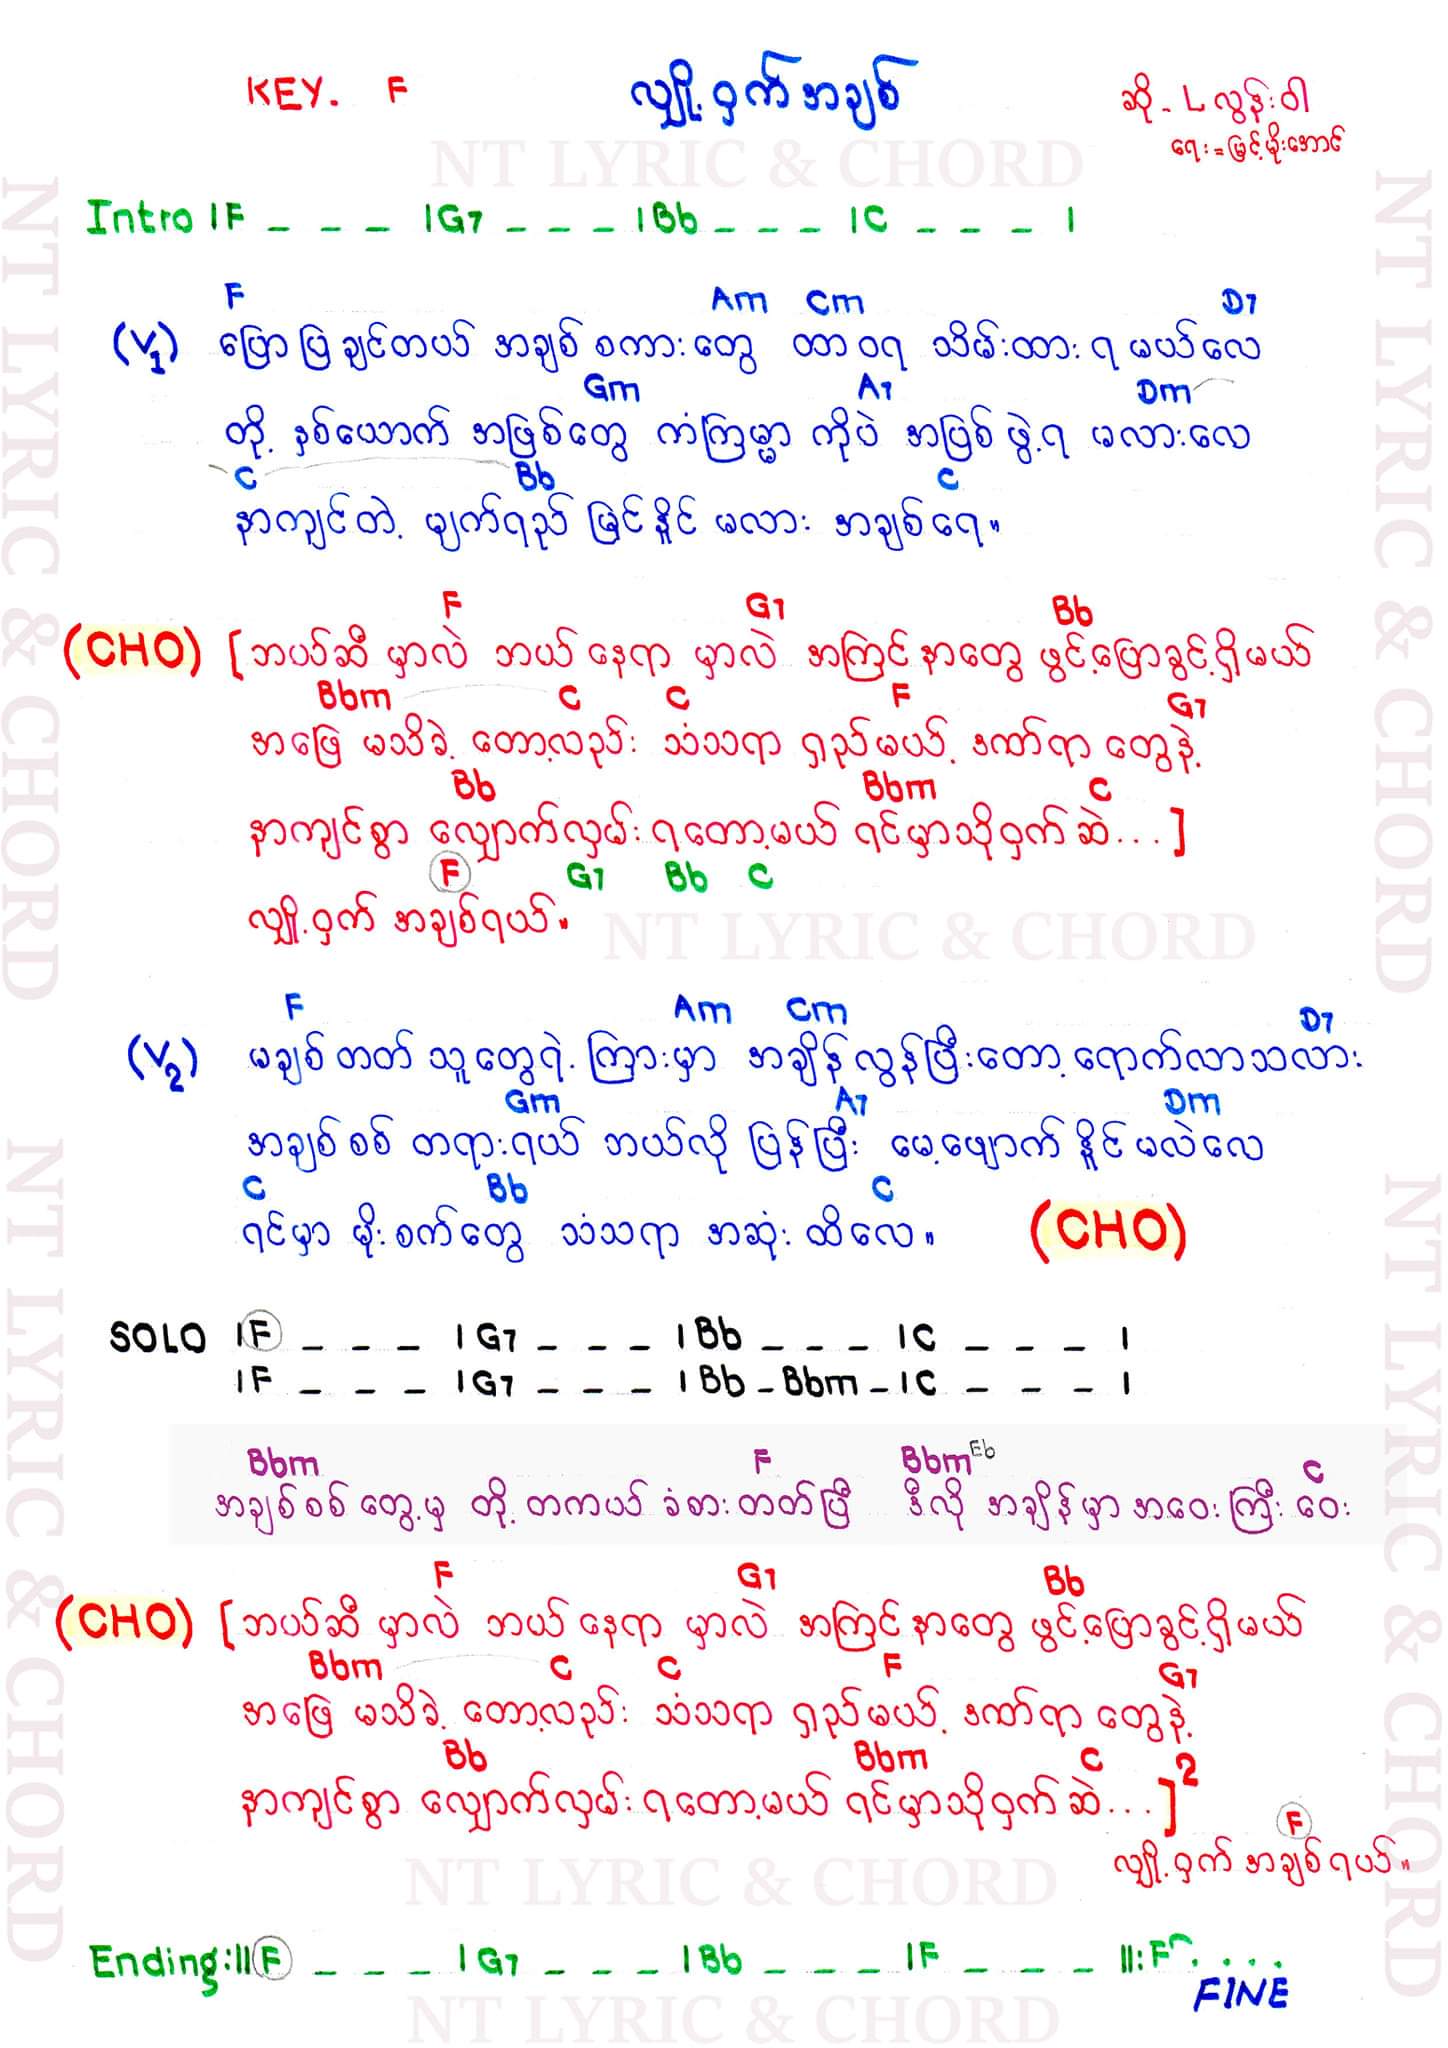 KEY. F လျှို့ဝှက်အချစ် ဆို - L လွန်းဝါ
ရေး = မြင့်မိုးအောင်
NT LYRIC & CHORD
Intro |F _ _ _ |G7 _ _ _ |Bb _ _ _ |C _ _ _ |
F Am Cm D7
(V1) ပြောပြချင်တယ် အချစ် စကားတွေ ထာဝရ သိမ်းထားရ မယ်လေ
Gm A7 Dm
တို့ နှစ်ယောက် အဖြစ်တွေ ကံကြမ္မာ ကိုပဲ အပြစ်ဖွဲ့ရ မလားလေ
C Bb C
နာကျင်တဲ့ မျက်ရည် မြင်နိုင် မလား အချစ်ရေ။
F G7 Bb
(CHO) [ဘယ်ဆီ မှာလဲ ဘယ်နေရာ မှာလဲ အကြင်နာတွေ ဖွင့်ပြောခွင့်ရှိမယ်
Bbm C C F G7
အဖြေ မသိခဲ့ တော့လည်း သံသရာ ရှည်မယ့် ဒဏ်ရာ တွေနဲ့
Bb Bbm C
နာကျင်စွာ လျှောက်လှမ်းရတော့မယ် ရင်မှာသိုဝှက်ဆဲ...]
F G7 Bb C
လျှို့ဝှက် အချစ်ရယ်။
NT LYRIC & CHORD
F Am Cm D7
(V2) မချစ်တတ် သူတွေရဲ့ ကြားမှာ အချိန်လွန်ပြီးတော့ ရောက်လာသလား
Gm A7 Dm
အချစ်စစ် တရားရယ် ဘယ်လို ပြန်ပြီး မေ့ဖျောက်နိုင် မလဲလေ
C Bb C
ရင်မှာ မိုးစက်တွေ သံသရာ အဆုံးထိလေ။ (CHO)
SOLO |F _ _ _ |G7 _ _ _ |Bb _ _ _ |C _ _ _ |
|F _ _ _ |G7 _ _ _ |Bb _ Bbm _ |C _ _ _ |
Bbm F Bbm Eb C
အချစ်စစ်တွေ့မှ တို့ တကယ် ခံစားတတ်ပြီ ဒီလို အချိန်မှာ အဝေးကြီးဝေး
F G7 Bb
(CHO) [ဘယ်ဆီ မှာလဲ ဘယ်နေရာ မှာလဲ အကြင်နာတွေ ဖွင့်ပြောခွင့်ရှိမယ်
Bbm C C F G7
အဖြေ မသိခဲ့ တော့လည်း သံသရာ ရှည်မယ့် ဒဏ်ရာ တွေနဲ့
Bb Bbm C
နာကျင်စွာ လျှောက်လှမ်းရတော့မယ် ရင်မှာသိုဝှက်ဆဲ...]2
F
လျှို့ဝှက်အချစ်ရယ်။
NT LYRIC & CHORD
Ending:||F _ _ _ |G7 _ _ _ |Bb _ _ _ |F _ _ _ ||:F . . . .
FINE
NT LYRIC & CHORD
NT LYRIC & CHORD
NT LYRIC & CHORD
NT LYRIC & CHORD
NT LYRIC & CHORD